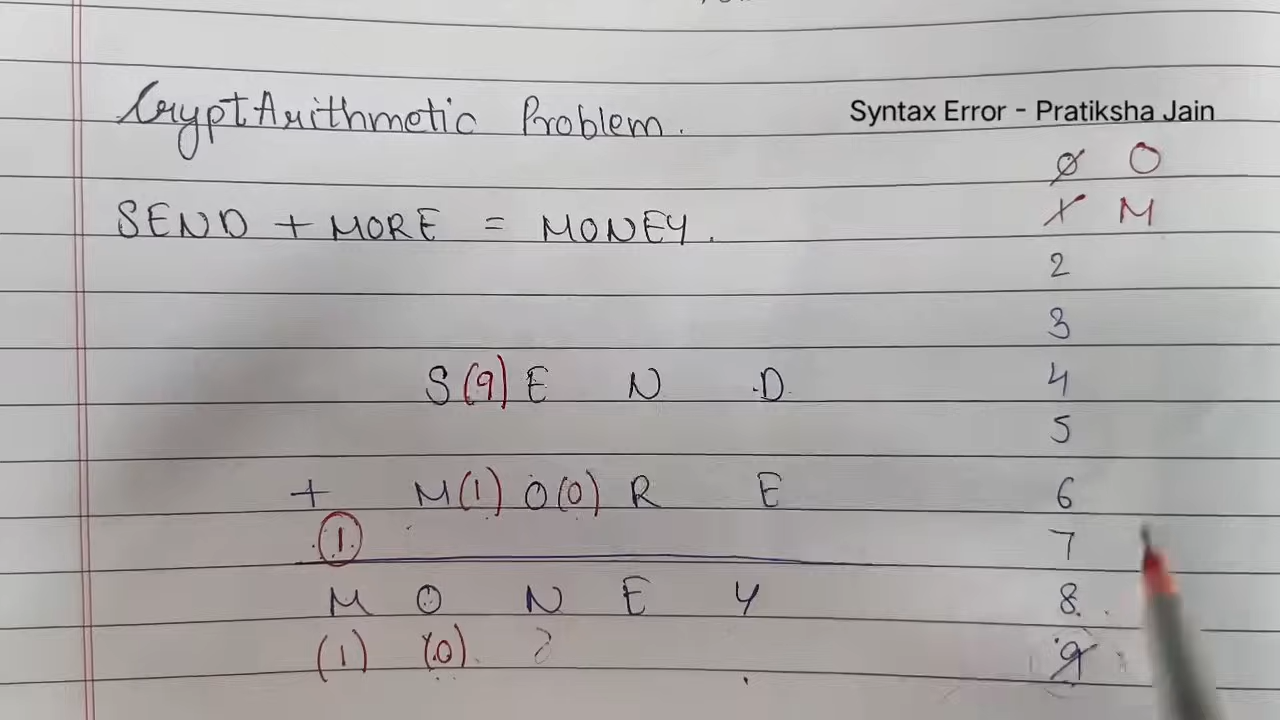 CryptArithmetic Problem.
Syntax Error - Pratiksha Jain
0 O
SEND + MORE = MONEY.
1 M
2
3
S(9) E N D
4
5
+ M(1) O(0) R E
6
(1)
7
M O N E Y
8
(1) (0)
9